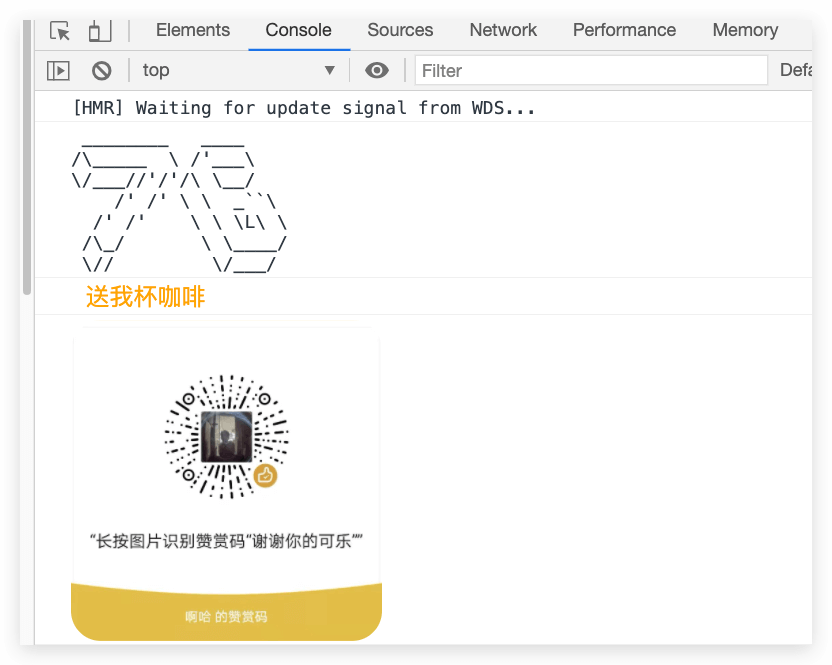 Elements Console Sources Network Performance Memory
top Filter Defa
[HMR] Waiting for update signal from WDS...
 ________   ____
/\_____  \ /'___\
\/___//'/'/\ \__/
    /' /' \ \  _``\
  /' /'    \ \ \L\ \
 /\_/       \ \____/
 \//         \/___/
送我杯咖啡
“长按图片识别赞赏码“谢谢你的可乐””
啊哈 的赞赏码